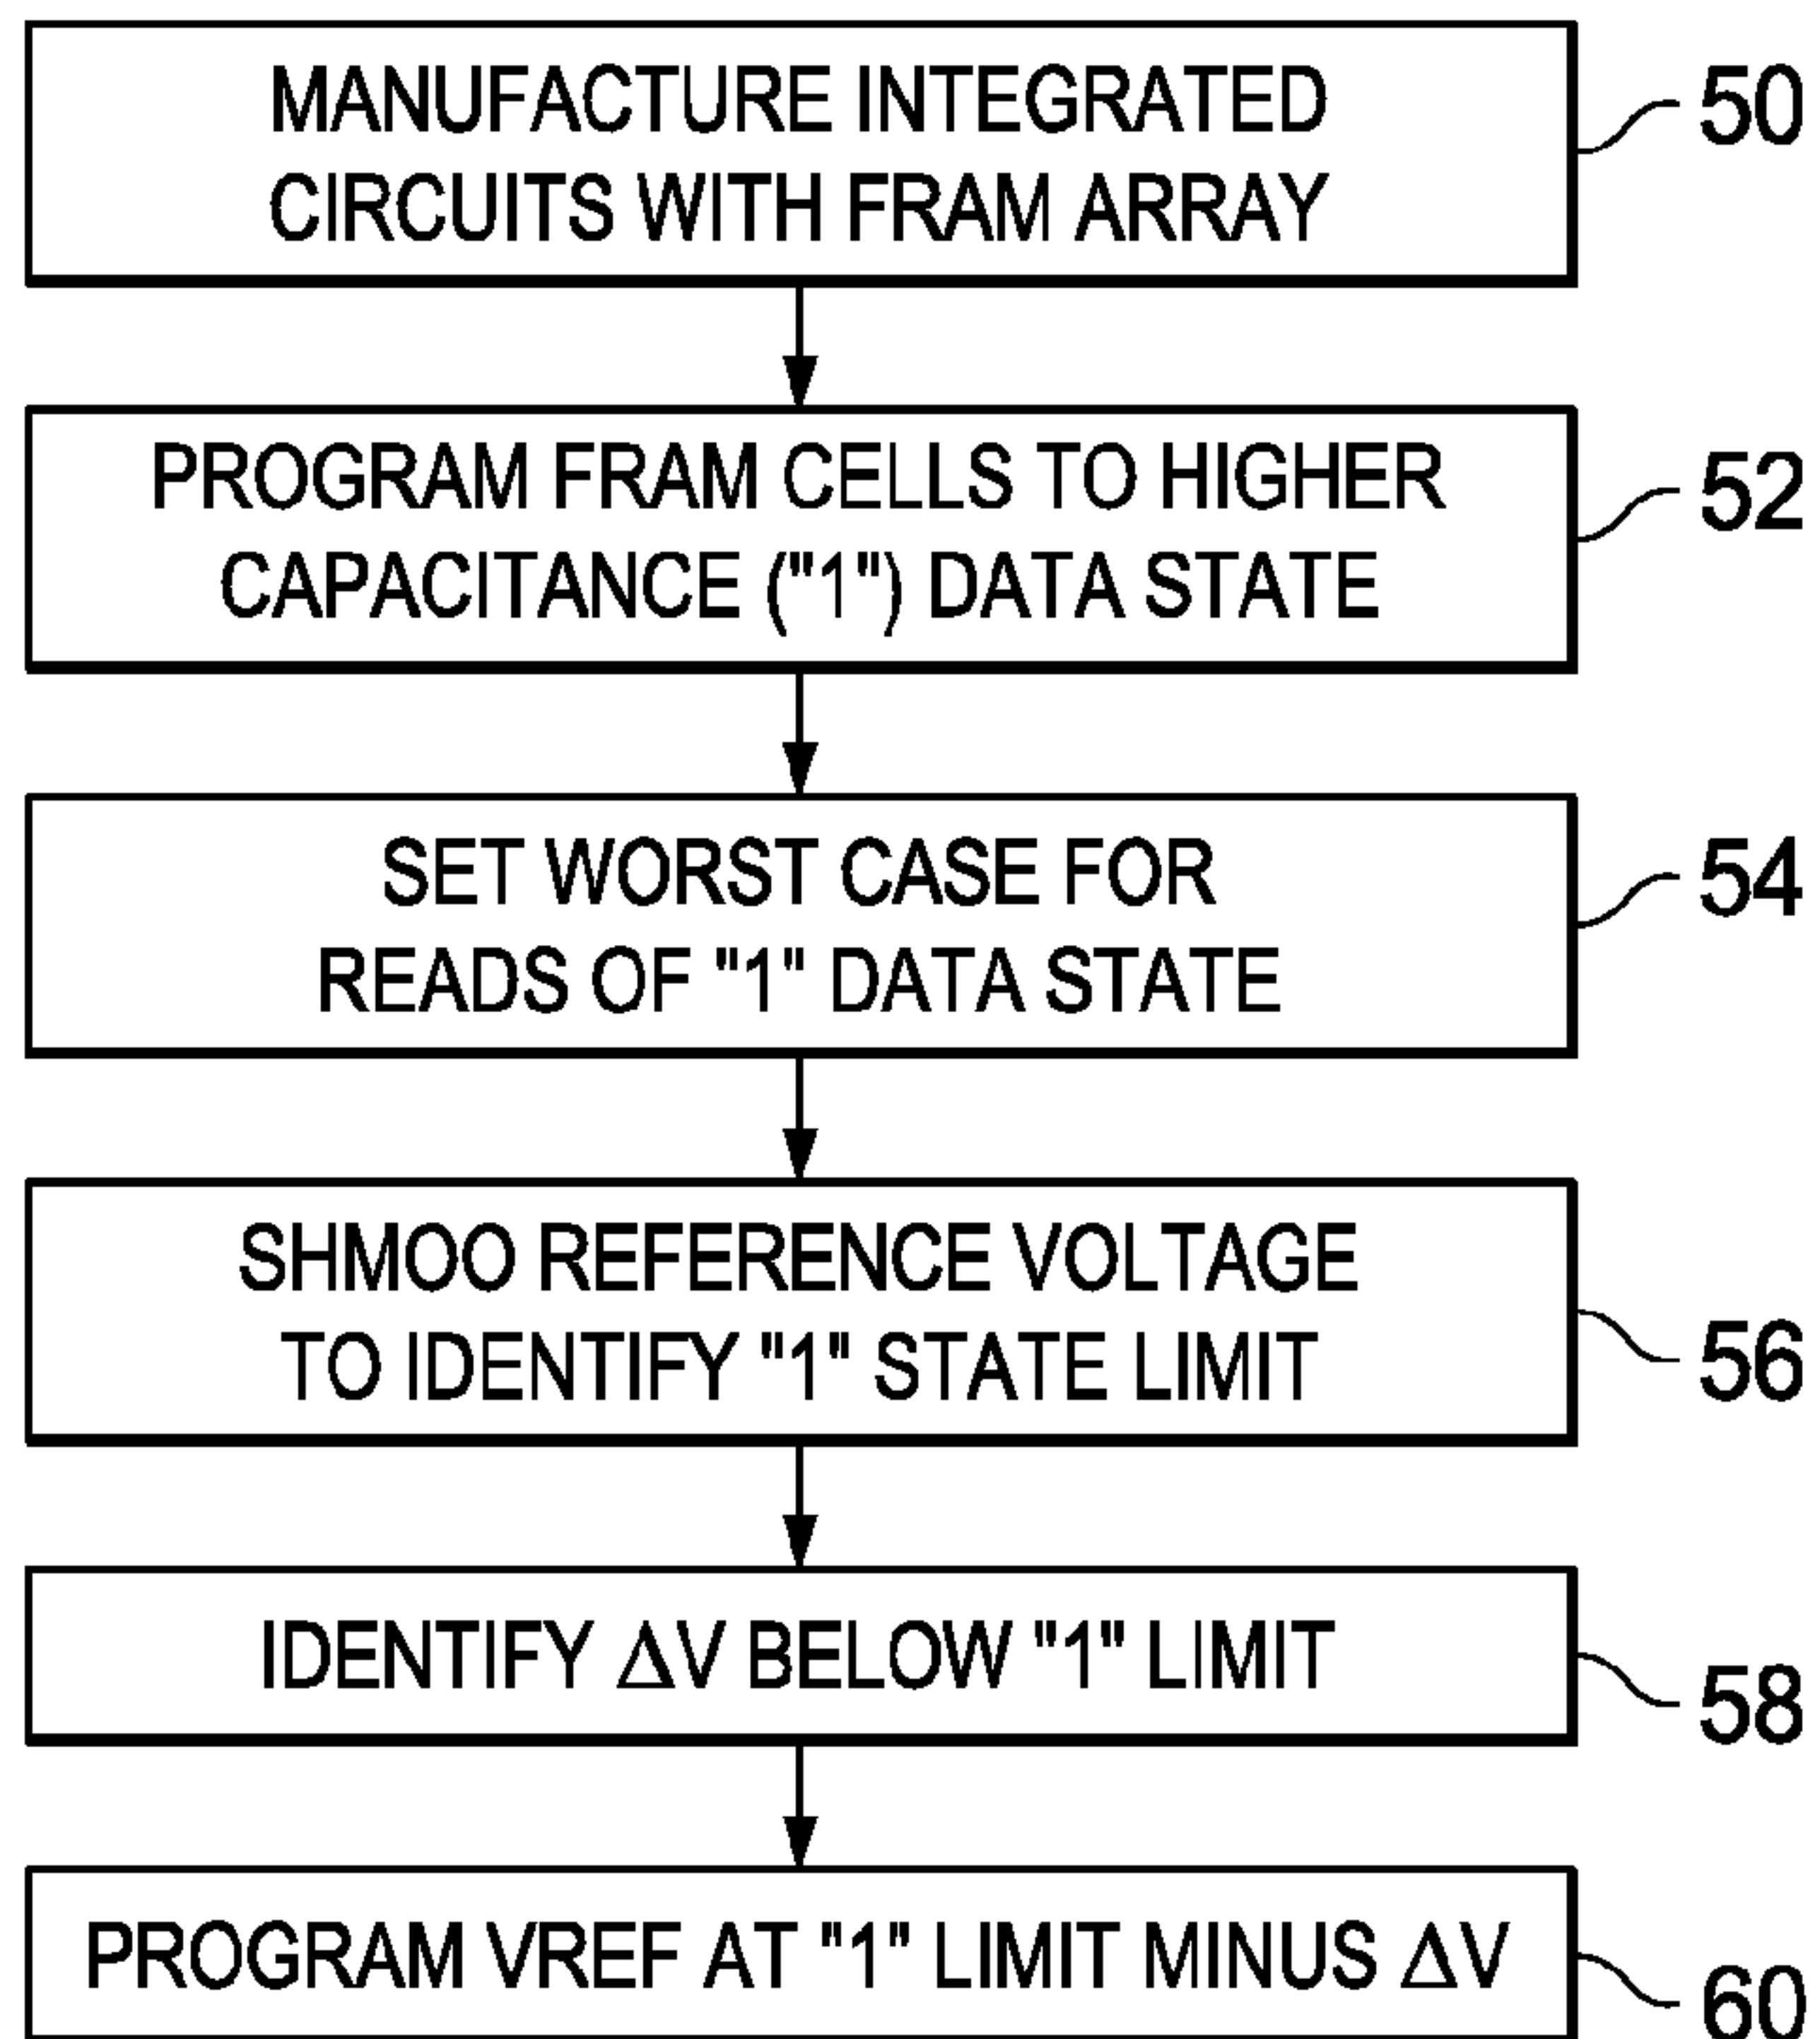 MANUFACTURE INTEGRATED
CIRCUITS WITH FRAM ARRAY
50
PROGRAM FRAM CELLS TO HIGHER
CAPACITANCE ("1") DATA STATE
52
SET WORST CASE FOR
READS OF "1" DATA STATE
54
SHMOO REFERENCE VOLTAGE
TO IDENTIFY "1" STATE LIMIT
56
IDENTIFY ΔV BELOW "1" LIMIT
58
PROGRAM VREF AT "1" LIMIT MINUS ΔV
60